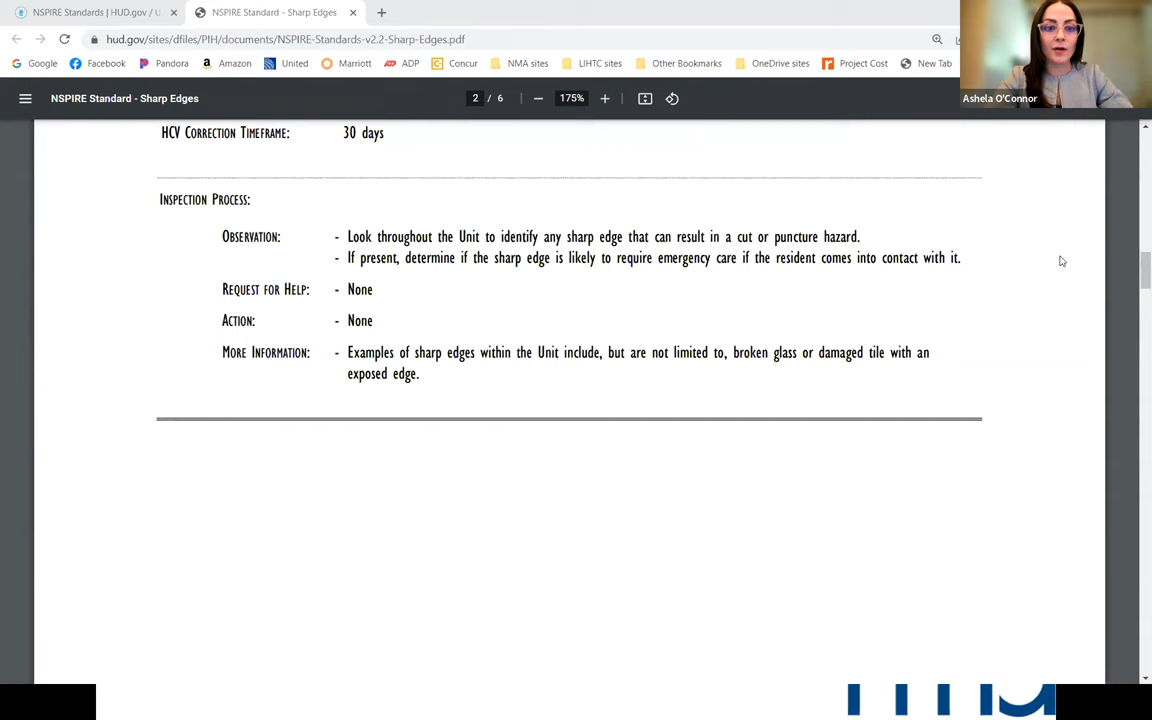 NSPIRE Standards | HUD.gov / U
NSPIRE Standard - Sharp Edges
hud.gov/sites/dfiles/PIH/documents/NSPIRE-Standards-v2.2-Sharp-Edges.pdf
Google Facebook Pandora Amazon United Marriott ADP Concur NMA sites LIHTC sites Other Bookmarks OneDrive sites Project Cost New Tab
Ashela O'Connor
NSPIRE Standard - Sharp Edges 2 / 6 175%
HCV CORRECTION TIMEFRAME: 30 days
INSPECTION PROCESS:
OBSERVATION: - Look throughout the Unit to identify any sharp edge that can result in a cut or puncture hazard.
- If present, determine if the sharp edge is likely to require emergency care if the resident comes into contact with it.
REQUEST FOR HELP: - None
ACTION: - None
MORE INFORMATION: - Examples of sharp edges within the Unit include, but are not limited to, broken glass or damaged tile with an
exposed edge.